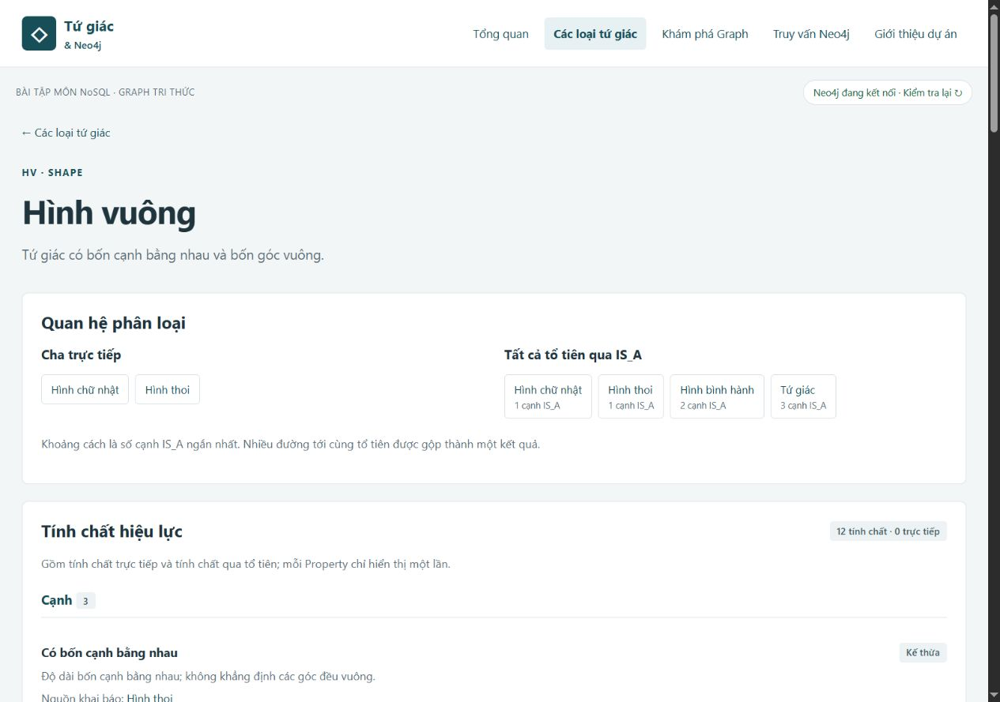 Tứ giác
& Neo4j
Tổng quan
Các loại tứ giác
Khám phá Graph
Truy vấn Neo4j
Giới thiệu dự án
BÀI TẬP MÔN NoSQL · GRAPH TRI THỨC
Neo4j đang kết nối · Kiểm tra lại ↻
← Các loại tứ giác
HV · SHAPE
Hình vuông
Tứ giác có bốn cạnh bằng nhau và bốn góc vuông.
Quan hệ phân loại
Cha trực tiếp
Hình chữ nhật
Hình thoi
Tất cả tổ tiên qua IS_A
Hình chữ nhật
1 cạnh IS_A
Hình thoi
1 cạnh IS_A
Hình bình hành
2 cạnh IS_A
Tứ giác
3 cạnh IS_A
Khoảng cách là số cạnh IS_A ngắn nhất. Nhiều đường tới cùng tổ tiên được gộp thành một kết quả.
Tính chất hiệu lực
12 tính chất · 0 trực tiếp
Gồm tính chất trực tiếp và tính chất qua tổ tiên; mỗi Property chỉ hiển thị một lần.
Cạnh 3
Có bốn cạnh bằng nhau
Kế thừa
Độ dài bốn cạnh bằng nhau; không khẳng định các góc đều vuông.
Nguồn khai báo: Hình thoi